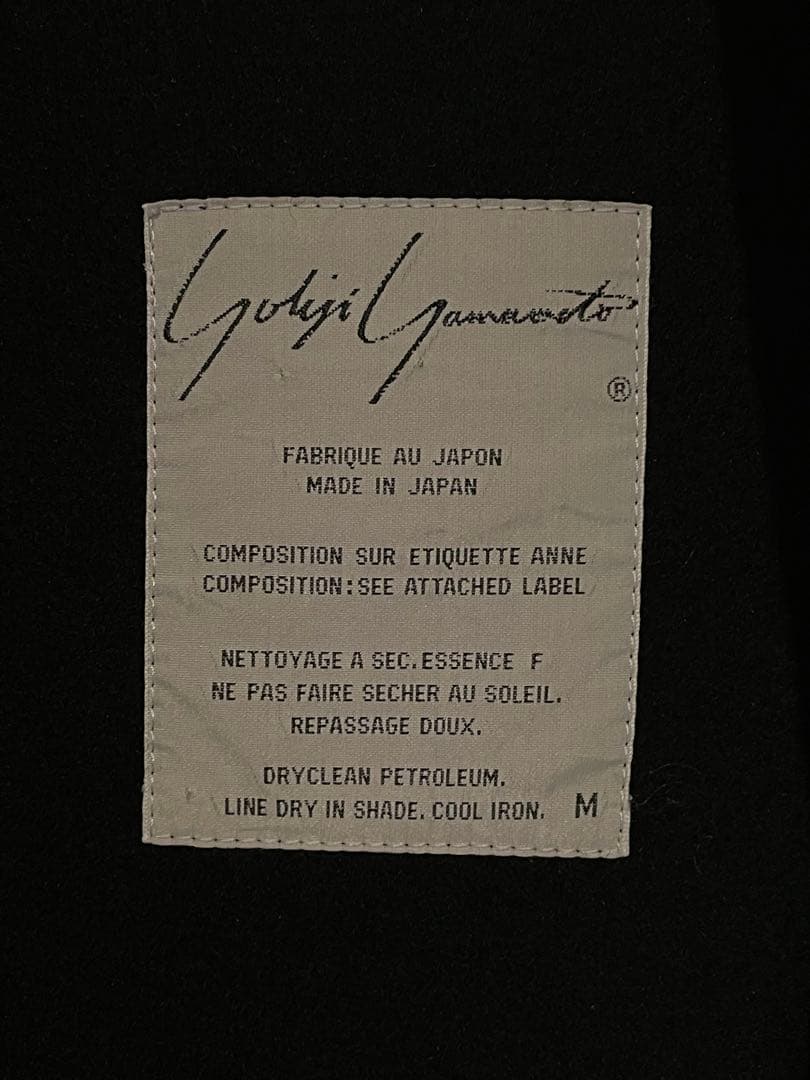 Yohji Yamamoto
®
FABRIQUE AU JAPON
MADE IN JAPAN
COMPOSITION SUR ETIQUETTE ANNE
COMPOSITION:SEE ATTACHED LABEL
NETTOYAGE A SEC.ESSENCE F
NE PAS FAIRE SECHER AU SOLEIL.
REPASSAGE DOUX.
DRYCLEAN PETROLEUM.
LINE DRY IN SHADE. COOL IRON. M